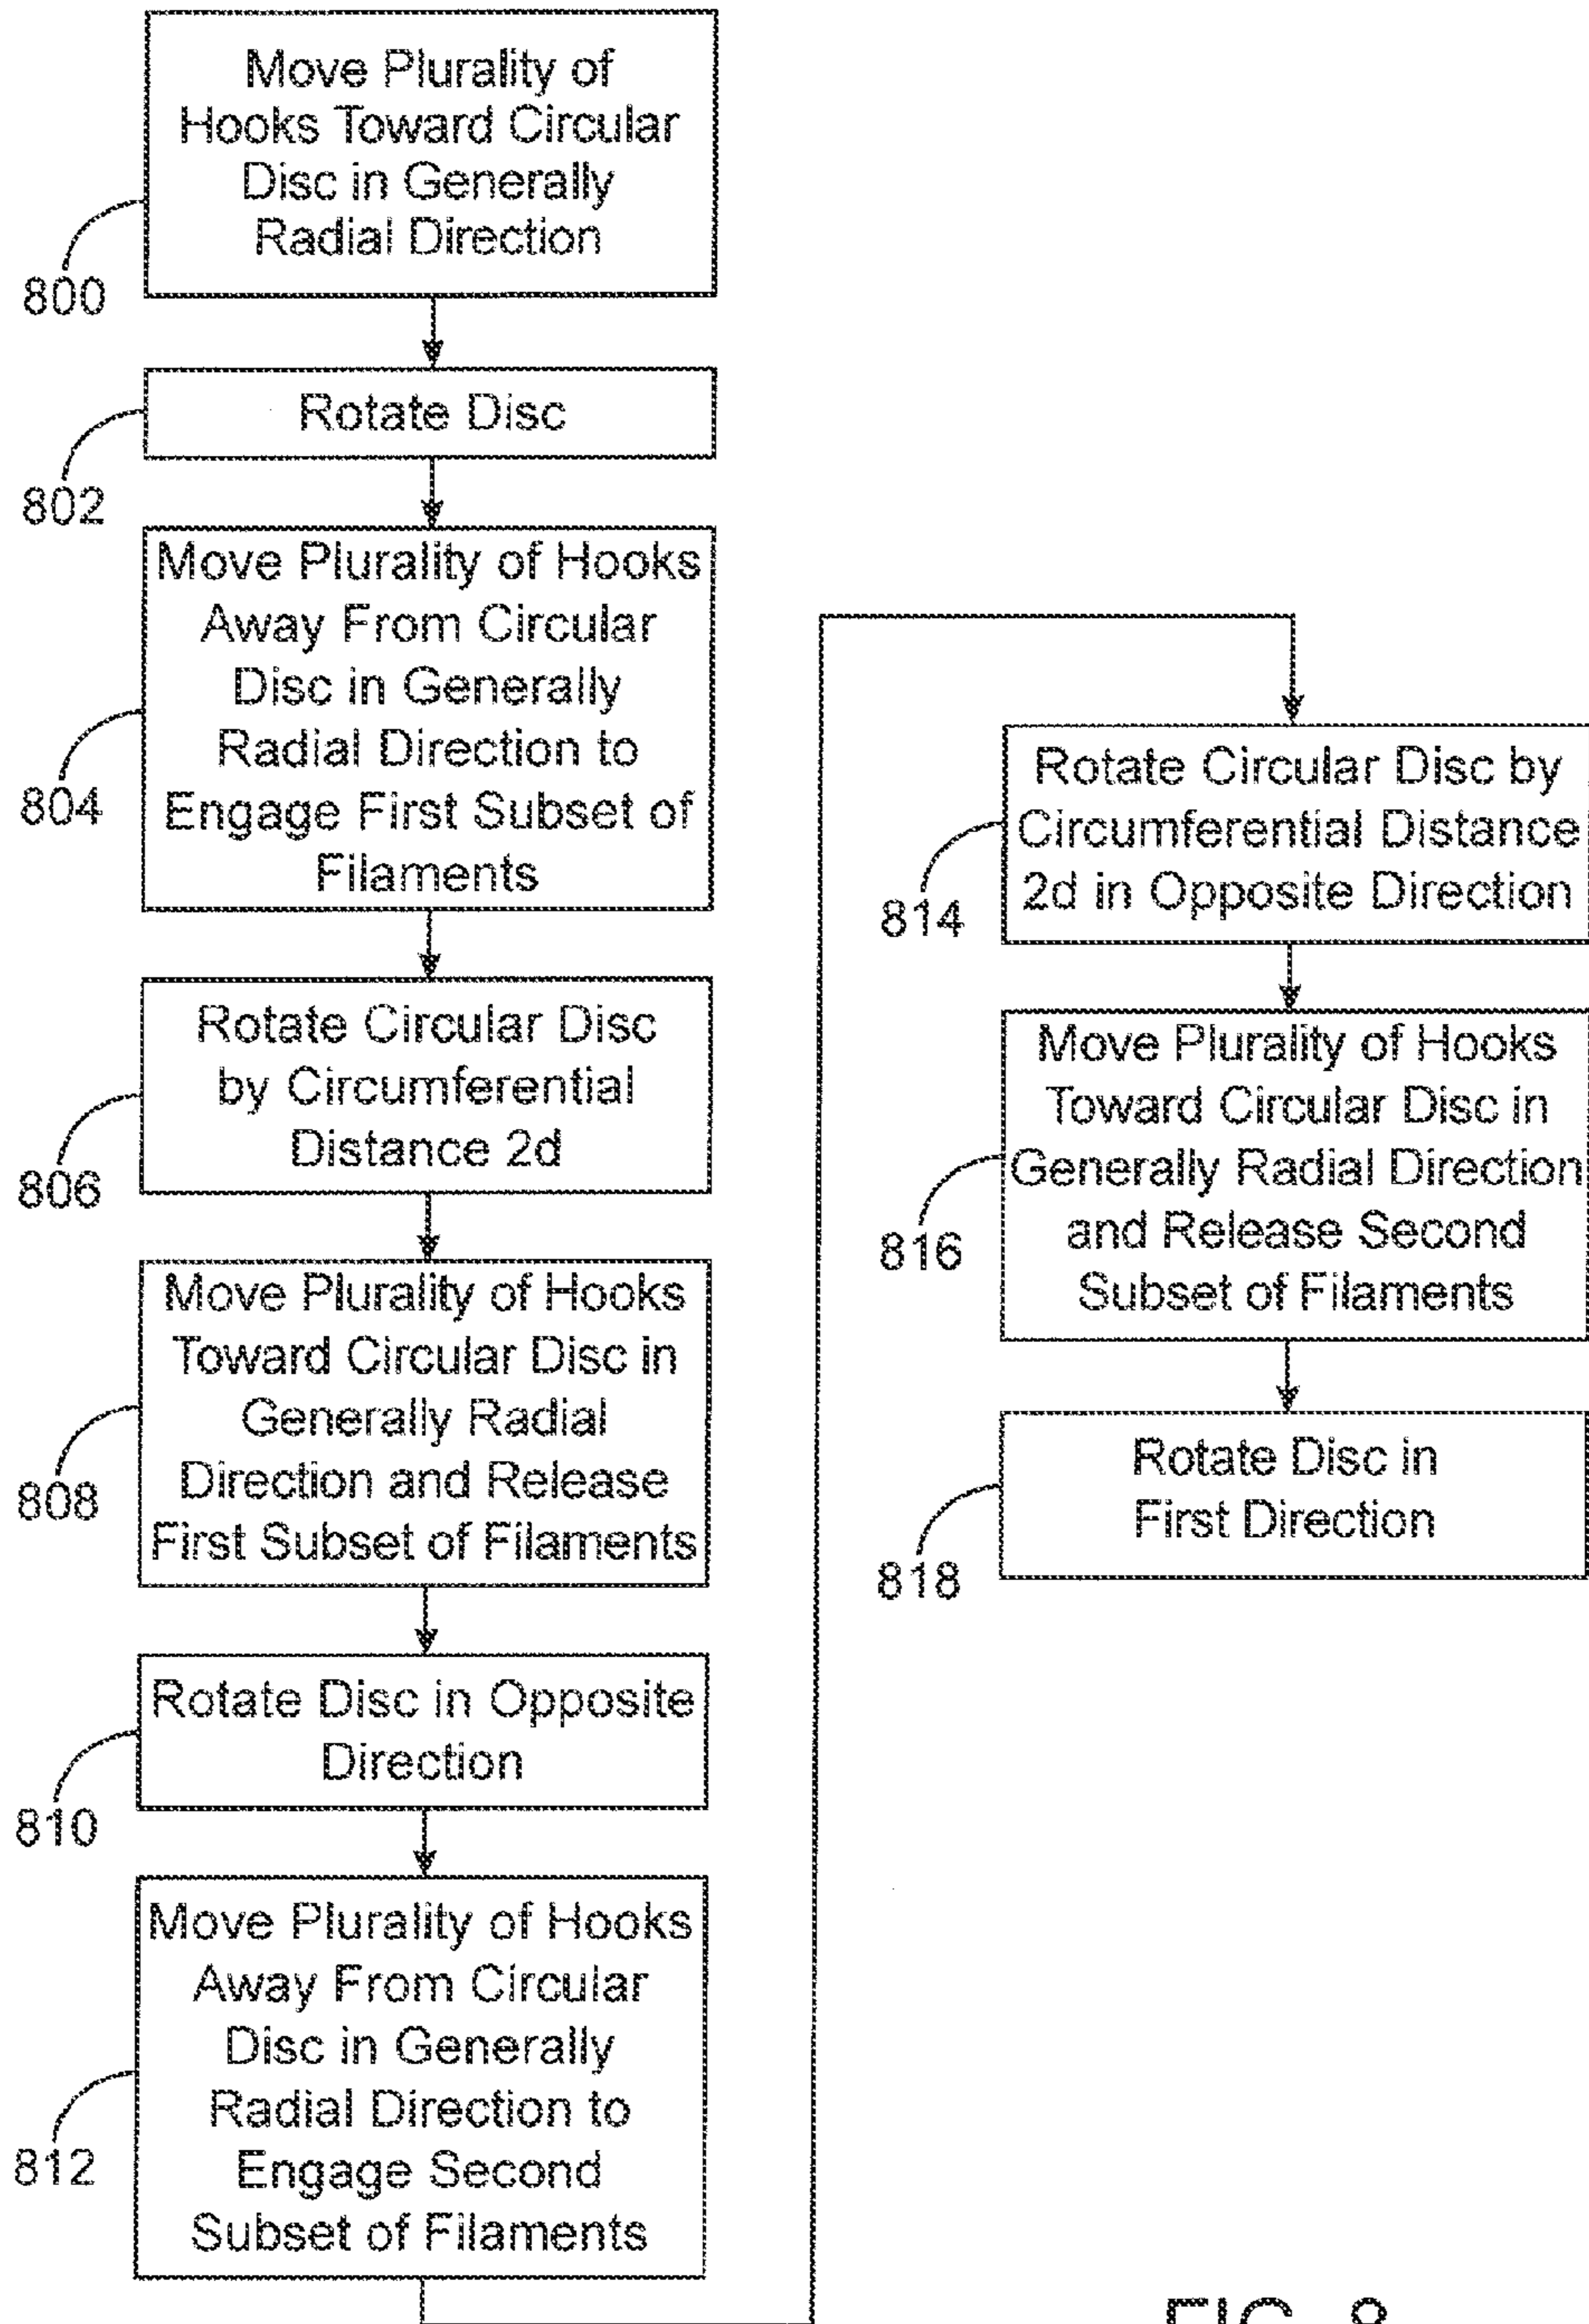 Move Plurality of
Hooks Toward Circular
Disc in Generally
Radial Direction
800
Rotate Disc
802
Move Plurality of Hooks
Away From Circular
Disc in Generally
Radial Direction to
Engage First Subset of
Filaments
804
Rotate Circular Disc
by Circumferential
Distance 2d
806
Move Plurality of Hooks
Toward Circular Disc in
Generally Radial
Direction and Release
First Subset of Filaments
808
Rotate Disc in Opposite
Direction
810
Move Plurality of Hooks
Away From Circular
Disc in Generally
Radial Direction to
Engage Second
Subset of Filaments
812
Rotate Circular Disc by
Circumferential Distance
2d in Opposite Direction
814
Move Plurality of Hooks
Toward Circular Disc in
Generally Radial Direction
and Release Second
Subset of Filaments
816
Rotate Disc in
First Direction
818
FIG. 8